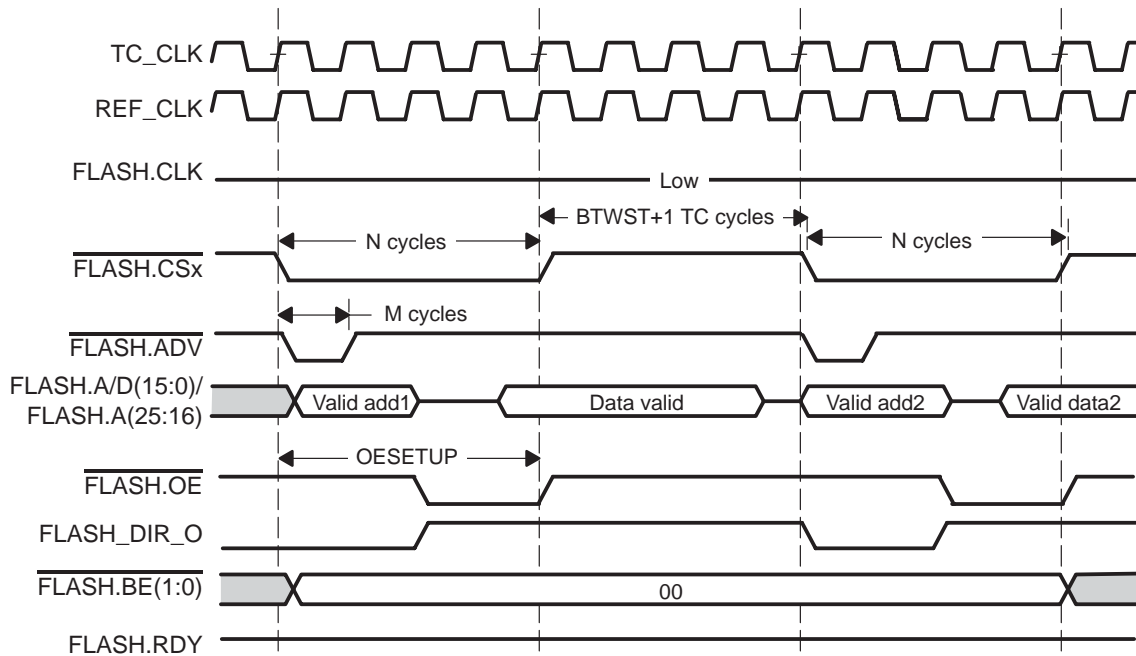 TC_CLK
REF_CLK
FLASH.CLK
Low
BTWST+1 TC cycles
N cycles
N cycles
FLASH.CSx
M cycles
FLASH.ADV
FLASH.A/D(15:0)/
FLASH.A(25:16)
Valid add1
Data valid
Valid add2
Valid data2
OESETUP
FLASH.OE
FLASH_DIR_O
FLASH.BE(1:0)
00
FLASH.RDY